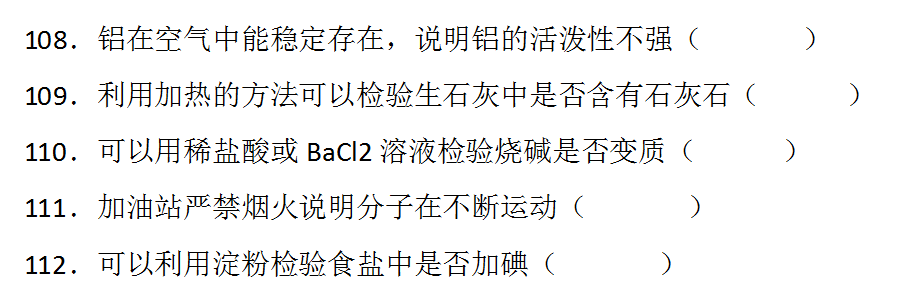 108．铝在空气中能稳定存在，说明铝的活泼性不强（　　　）
109．利用加热的方法可以检验生石灰中是否含有石灰石（　　　）
110．可以用稀盐酸或 BaCl2 溶液检验烧碱是否变质（　　　）
111．加油站严禁烟火说明分子在不断运动（　　　）
112．可以利用淀粉检验食盐中是否加碘（　　　）